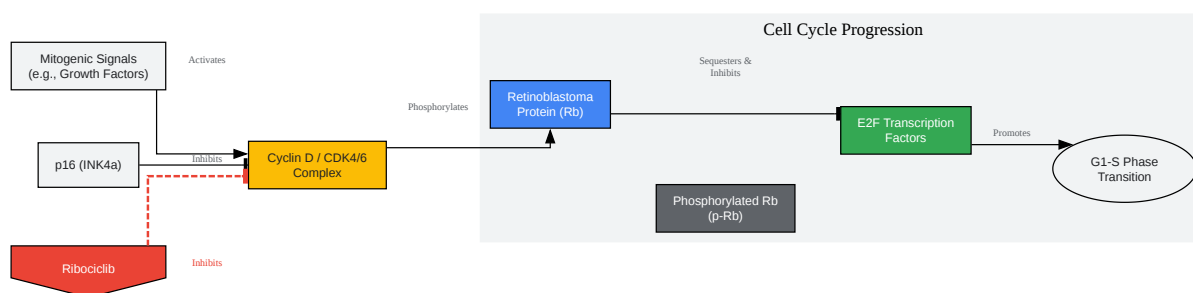 Cell Cycle Progression
Mitogenic Signals
(e.g., Growth Factors)
Activates
Sequesters &
Inhibits
Retinoblastoma
Protein (Rb)
Phosphorylates
E2F Transcription
Factors
Promotes
p16 (INK4a)
Inhibits
Cyclin D / CDK4/6
Complex
G1-S Phase
Transition
Phosphorylated Rb
(p-Rb)
Ribociclib
Inhibits